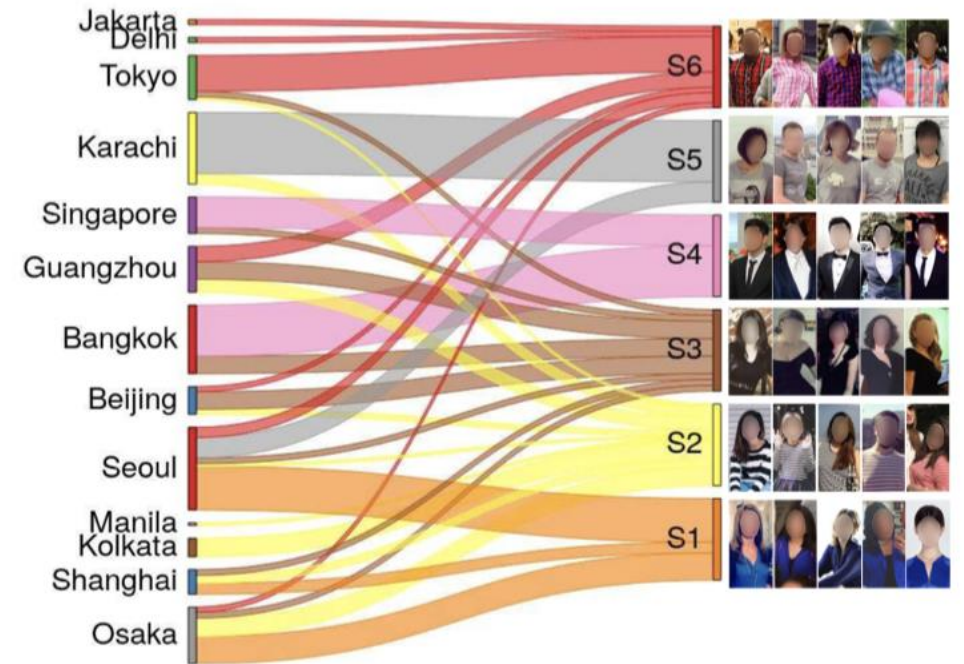 Jakarta
Delhi
Tokyo
Karachi
Singapore
Guangzhou
Bangkok
Beijing
Seoul
Manila
Kolkata
Shanghai
Osaka
S6
S5
S4
S3
S2
S1